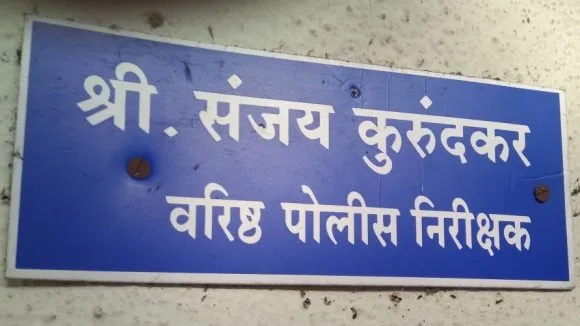 श्री. संजय कुरुंदकर
वरिष्ठ पोलीस निरीक्षक